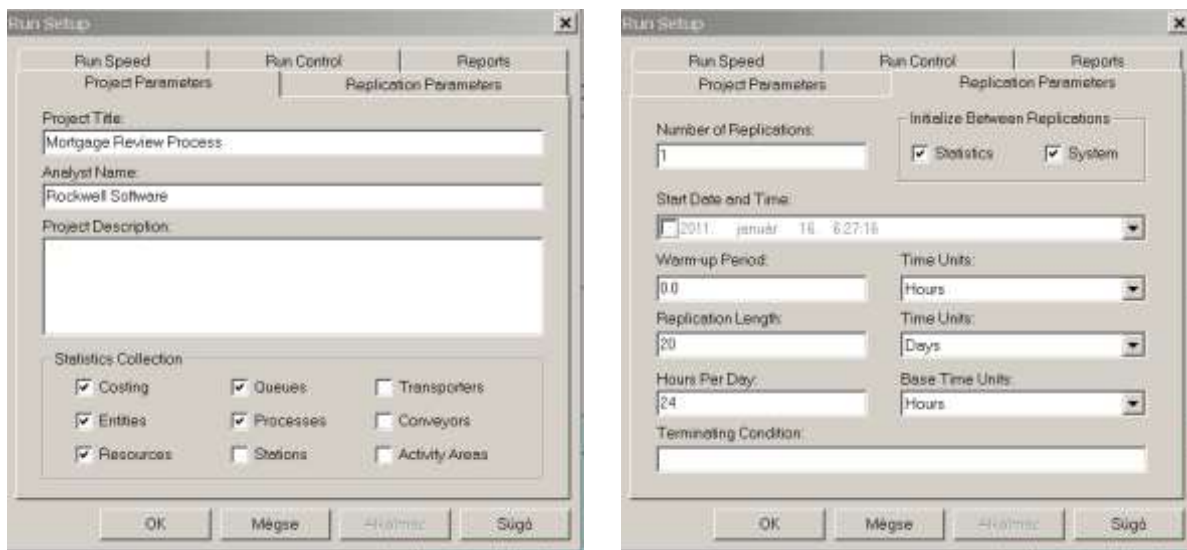 Run Setup
Run Speed Run Control Reports
Project Parameters Replication Parameters
Project Title:
Mortgage Review Process
Analyst Name:
Rockwell Software
Project Description:
Statistics Collection
Costing Queues Transporters
Entities Processes Conveyors
Resources Stations Activity Areas
OK Mégse Alkalmaz Súgó
Run Setup
Run Speed Run Control Reports
Project Parameters Replication Parameters
Number of Replications:
1
Initialize Between Replications
Statistics System
Start Date and Time:
2011. január 16. 6:27:16
Warm-up Period: Time Units:
0.0 Hours
Replication Length: Time Units:
20 Days
Hours Per Day: Base Time Units:
24 Hours
Terminating Condition:
OK Mégse Alkalmaz Súgó